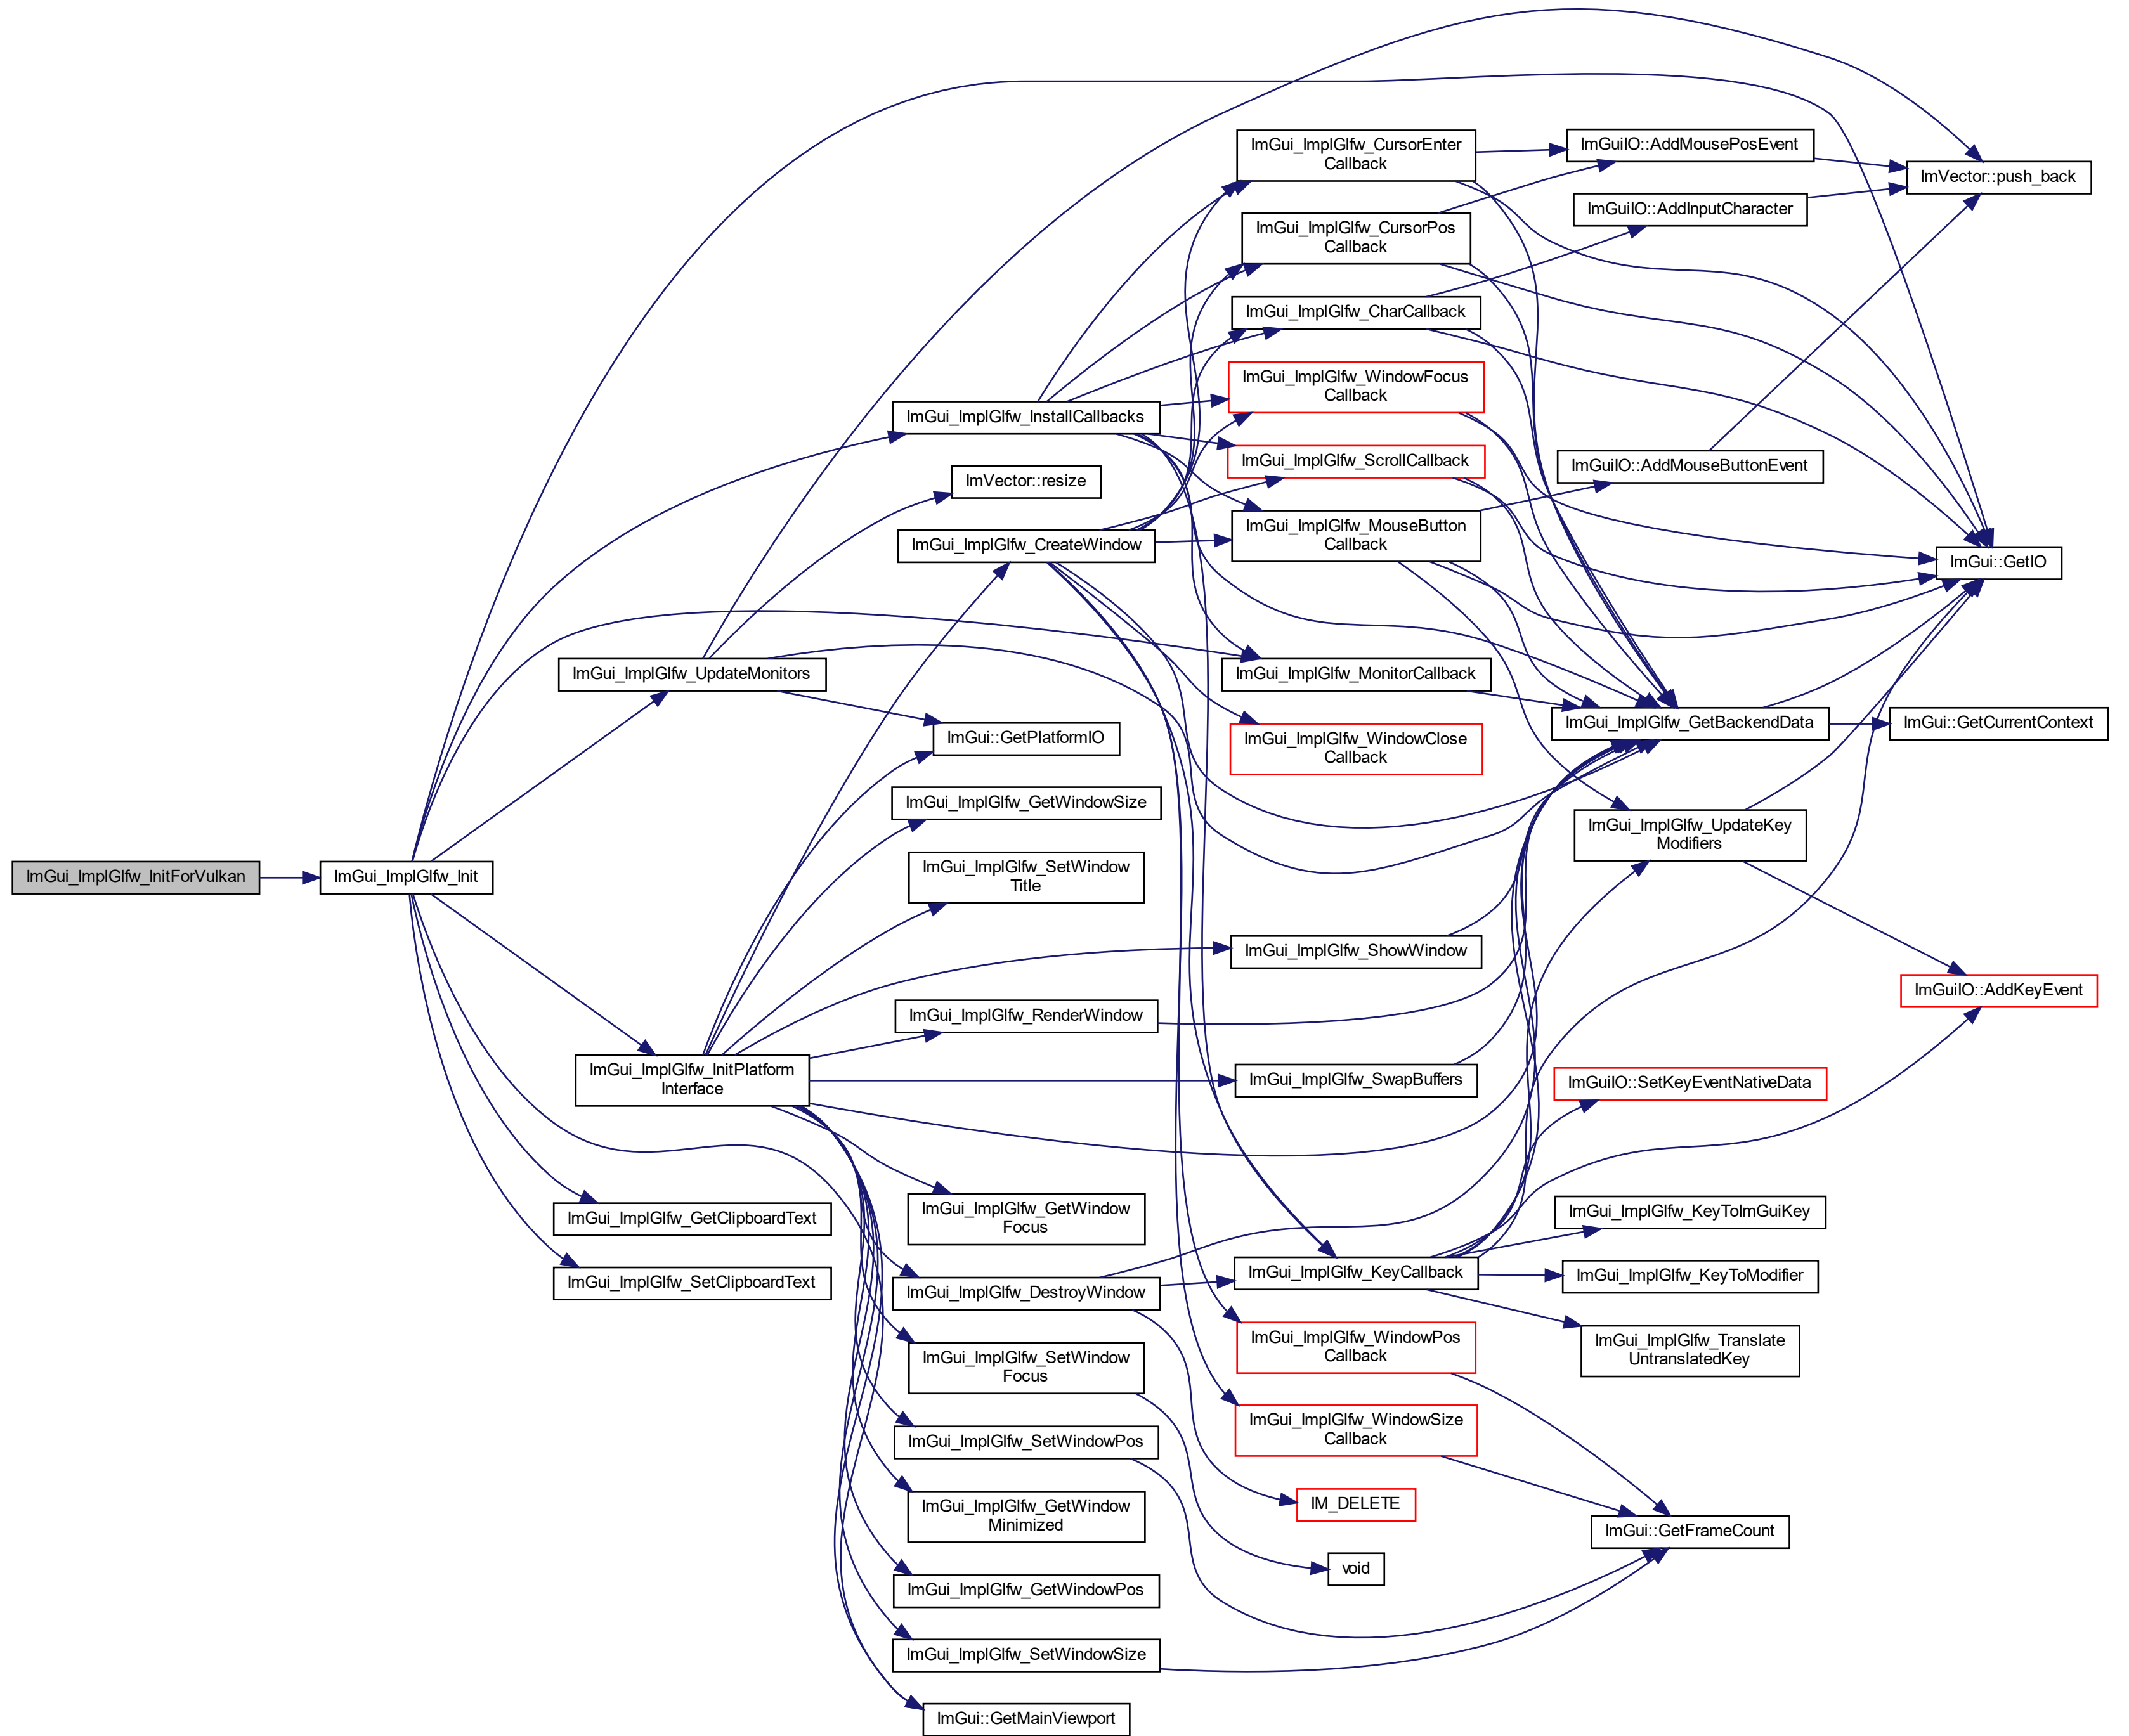 ImGui_ImplGlfw_InitForVulkan
ImGui_ImplGlfw_Init
ImGui_ImplGlfw_UpdateMonitors
ImGui_ImplGlfw_InitPlatform
Interface
ImGui_ImplGlfw_GetClipboardText
ImGui_ImplGlfw_SetClipboardText
ImGui_ImplGlfw_InstallCallbacks
ImVector::resize
ImGui_ImplGlfw_CreateWindow
ImGui::GetPlatformIO
ImGui_ImplGlfw_GetWindowSize
ImGui_ImplGlfw_SetWindow
Title
ImGui_ImplGlfw_RenderWindow
ImGui_ImplGlfw_GetWindow
Focus
ImGui_ImplGlfw_DestroyWindow
ImGui_ImplGlfw_SetWindow
Focus
ImGui_ImplGlfw_SetWindowPos
ImGui_ImplGlfw_GetWindow
Minimized
ImGui_ImplGlfw_GetWindowPos
ImGui_ImplGlfw_SetWindowSize
ImGui::GetMainViewport
ImGui_ImplGlfw_CursorEnter
Callback
ImGui_ImplGlfw_CursorPos
Callback
ImGui_ImplGlfw_CharCallback
ImGui_ImplGlfw_WindowFocus
Callback
ImGui_ImplGlfw_ScrollCallback
ImGui_ImplGlfw_MouseButton
Callback
ImGui_ImplGlfw_MonitorCallback
ImGui_ImplGlfw_WindowClose
Callback
ImGui_ImplGlfw_ShowWindow
ImGui_ImplGlfw_SwapBuffers
ImGui_ImplGlfw_KeyCallback
ImGui_ImplGlfw_WindowPos
Callback
ImGui_ImplGlfw_WindowSize
Callback
IM_DELETE
void
ImGuiIO::AddMousePosEvent
ImGuiIO::AddInputCharacter
ImGuiIO::AddMouseButtonEvent
ImGui_ImplGlfw_GetBackendData
ImGui_ImplGlfw_UpdateKey
Modifiers
ImGuiIO::SetKeyEventNativeData
ImGui_ImplGlfw_KeyToImGuiKey
ImGui_ImplGlfw_KeyToModifier
ImGui_ImplGlfw_Translate
UntranslatedKey
ImGui::GetFrameCount
ImVector::push_back
ImGui::GetIO
ImGui::GetCurrentContext
ImGuiIO::AddKeyEvent